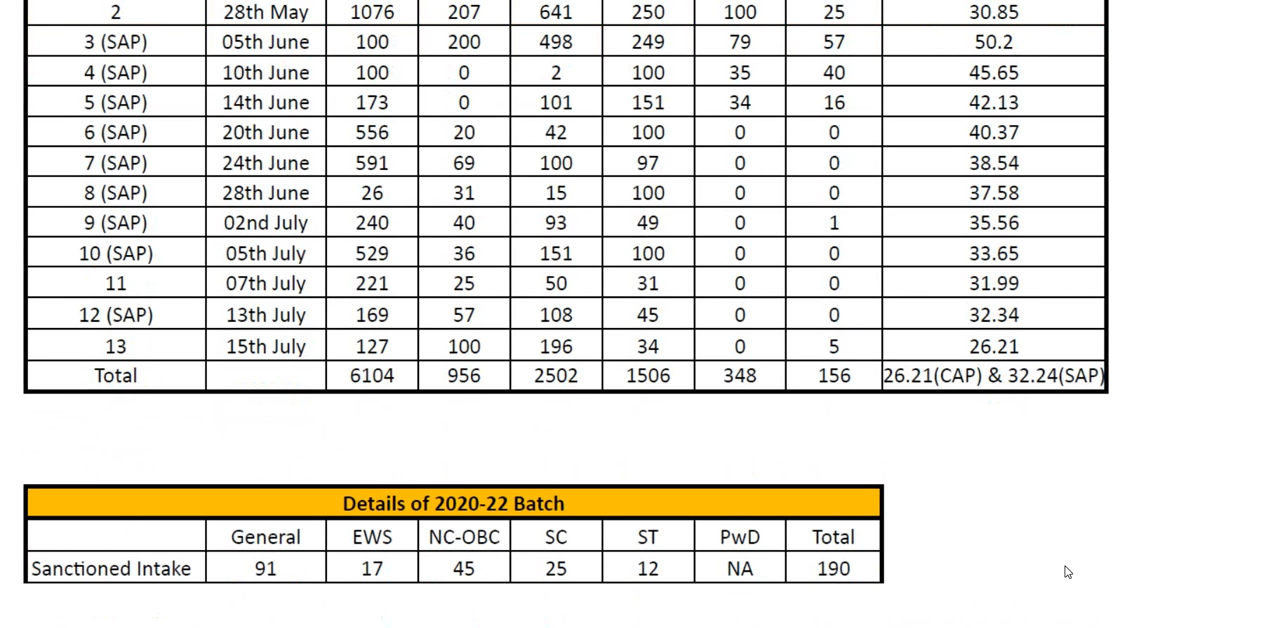 2 28th May 1076 207 641 250 100 25 30.85
3 (SAP) 05th June 100 200 498 249 79 57 50.2
4 (SAP) 10th June 100 0 2 100 35 40 45.65
5 (SAP) 14th June 173 0 101 151 34 16 42.13
6 (SAP) 20th June 556 20 42 100 0 0 40.37
7 (SAP) 24th June 591 69 100 97 0 0 38.54
8 (SAP) 28th June 26 31 15 100 0 0 37.58
9 (SAP) 02nd July 240 40 93 49 0 1 35.56
10 (SAP) 05th July 529 36 151 100 0 0 33.65
11 07th July 221 25 50 31 0 0 31.99
12 (SAP) 13th July 169 57 108 45 0 0 32.34
13 15th July 127 100 196 34 0 5 26.21
Total 6104 956 2502 1506 348 156 26.21(CAP) & 32.24(SAP)
Details of 2020-22 Batch
General EWS NC-OBC SC ST PwD Total
Sanctioned Intake 91 17 45 25 12 NA 190